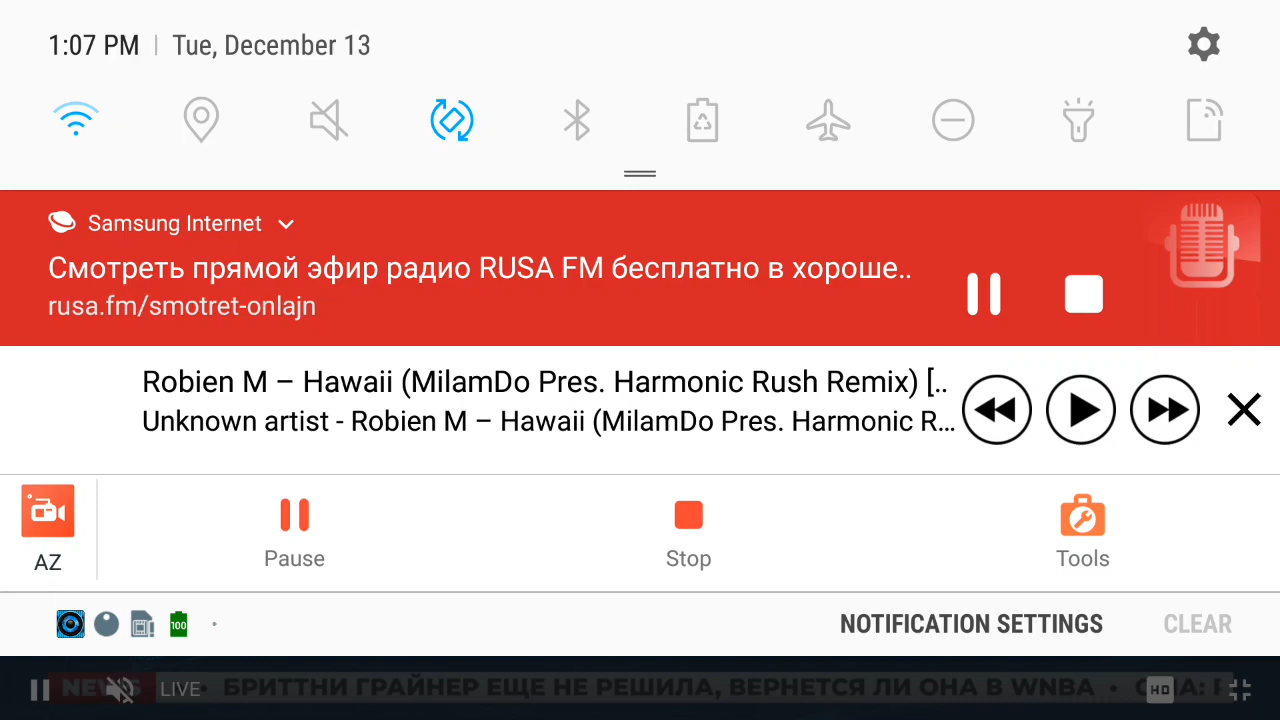 1:07 PM | Tue, December 13
Samsung Internet
Смотреть прямой эфир радио RUSA FM бесплатно в хороше..
rusa.fm/smotret-onlajn
Robien M – Hawaii (MilamDo Pres. Harmonic Rush Remix) [..
Unknown artist - Robien M – Hawaii (MilamDo Pres. Harmonic R...
AZ
Pause
Stop
Tools
100
NOTIFICATION SETTINGS
CLEAR
NEWS LIVE • БРИТТНИ ГРАЙНЕР ЕЩЕ НЕ РЕШИЛА, ВЕРНЕТСЯ ЛИ ОНА В WNBA •
HD